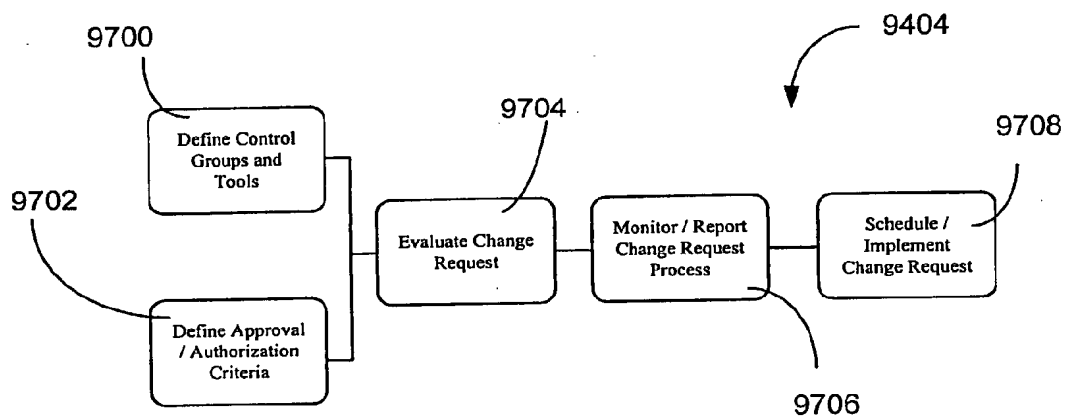 9700
9404
Define Control
Groups and
Tools
9704
9708
9702
Evaluate Change
Request
Monitor / Report
Change Request
Process
Schedule /
Implement
Change Request
Define Approval
/ Authorization
Criteria
9706